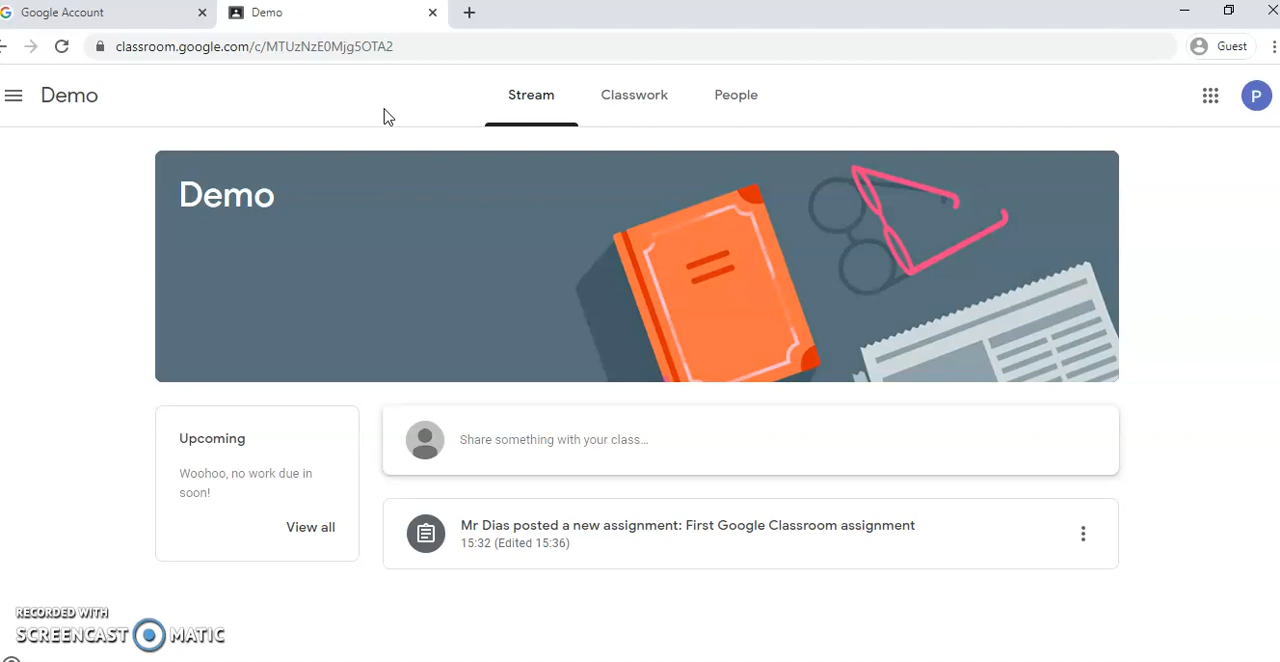 Google Account
Demo
classroom.google.com/c/MTUzNzE0Mjg5OTA2
Guest
Demo
Stream
Classwork
People
P
Demo
Upcoming
Woohoo, no work due in
soon!
View all
Share something with your class...
Mr Dias posted a new assignment: First Google Classroom assignment
15:32 (Edited 15:36)
RECORDED WITH
SCREENCAST MATIC